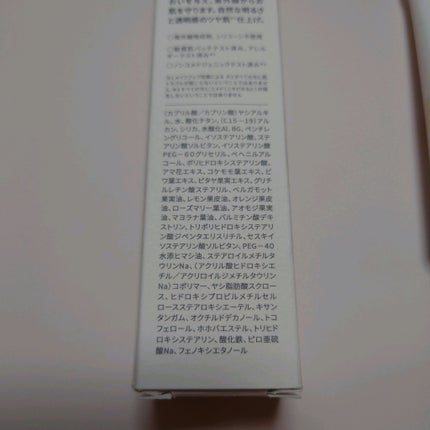 おいをもえ、紫外線からお
肌を守ります。自然な明るさ
と透明感のツヤ肌*¹仕上げ。
○紫外線吸収剤、シリコーン不使用
(カプリル酸/カプリン酸)ヤシアルキ
ル、水、酸化チタン、(C15-19)アル
カン、シリカ、水酸化Al、BG、ペンチレ
ングリコール、イソステアリン酸、ステ
アリン酸ソルビタン、イソステアリン酸
PEG-60グリセリル、ベヘニルアル
コール、ポリヒドロキシステアリン酸、
アマ花エキス、コケモモ葉エキス、ビ
ワ葉エキス、ピタヤ果実エキス、グリチ
ルレチン酸ステアリル、ベルガモット
果実油、レモン果皮油、オレンジ果皮
油、ローズマリー葉油、アオモジ果実
油、マヨラナ葉油、パルミチン酸デキ
ストリン、トリポリヒドロキシステアリン
酸ジペンタエリスリチル、セスキイ
ソステアリン酸ソルビタン、PEG-40
水添ヒマシ油、ステアロイルメチルタ
ウリンNa、(アクリル酸ヒドロキシエ
チル/アクリロイルジメチルタウリン
Na)コポリマー、ヤシ脂肪酸スクロー
ス、ヒドロキシプロピルメチルセル
ロースステアロキシエーテル、キサン
タンガム、オクチルドデカノール、トコ
フェロール、ホホバエステル、トリヒド
ロキシステアリン、酸化鉄、ピロ亜硫
酸Na、フェノキシエタノール